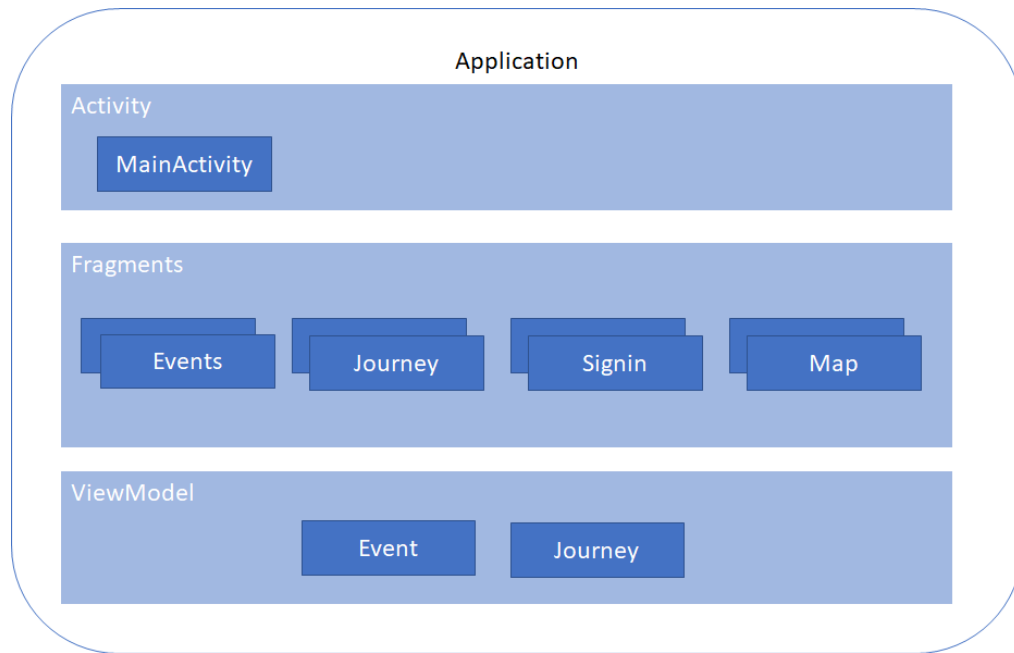 Application
Activity
MainActivity
Fragments
Events
Journey
Signin
Map
ViewModel
Event
Journey